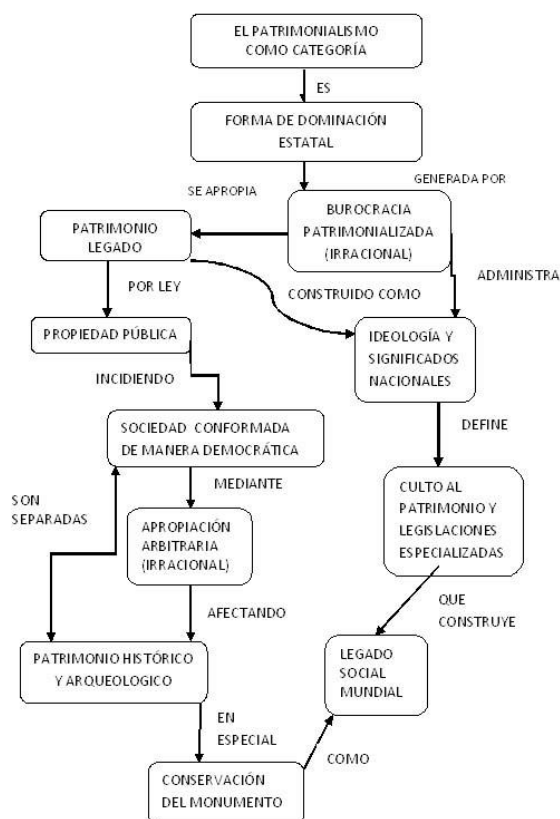 EL PATRIMONIALISMO
COMO CATEGORÍA
ES
FORMA DE DOMINACIÓN
ESTATAL
GENERADA POR
SE APROPIA
BUROCRACIA
PATRIMONIALIZADA
(IRRACIONAL)
PATRIMONIO
LEGADO
ADMINISTRA
POR LEY
CONSTRUIDO COMO
PROPIEDAD PÚBLICA
IDEOLOGÍA Y
SIGNIFICADOS
NACIONALES
INCIDIENDO
SOCIEDAD CONFORMADA
DE MANERA DEMOCRÁTICA
DEFINE
MEDIANTE
SON
SEPARADAS
CULTO AL
PATRIMONIO Y
LEGISLACIONES
ESPECIALIZADAS
APROPIACIÓN
ARBITRARIA
(IRRACIONAL)
AFECTANDO
QUE
CONSTRUYE
PATRIMONIO HISTÓRICO
Y ARQUEOLOGICO
LEGADO
SOCIAL
MUNDIAL
EN
ESPECIAL
COMO
CONSERVACIÓN
DEL MONUMENTO